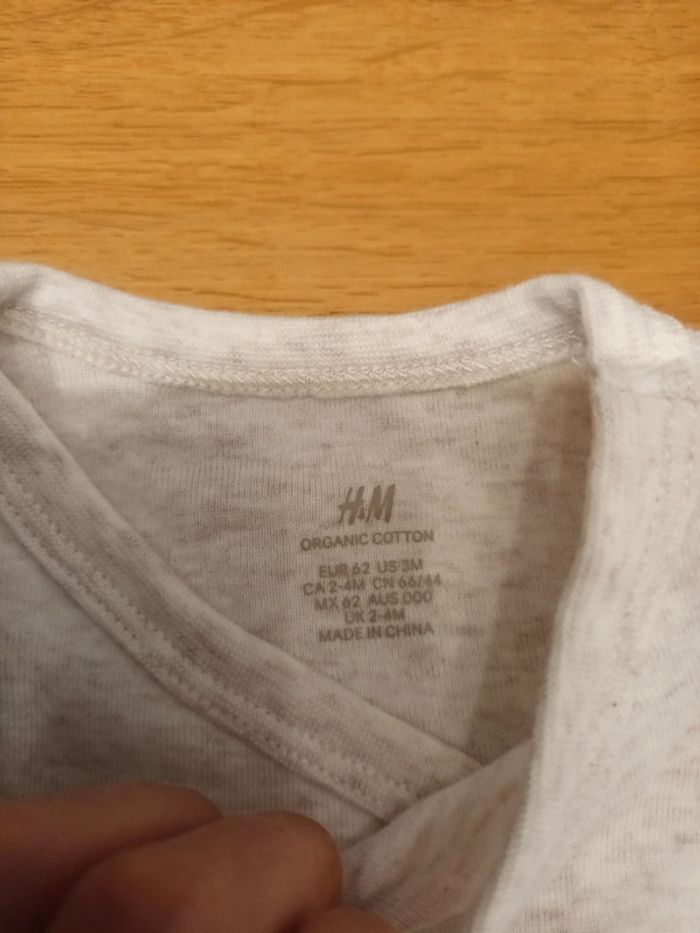 H&M
ORGANIC COTTON
EUR 62 US 3M
CA 2-4M CN 66/44
MX 62 AUS 000
UK 2-4M
MADE IN CHINA